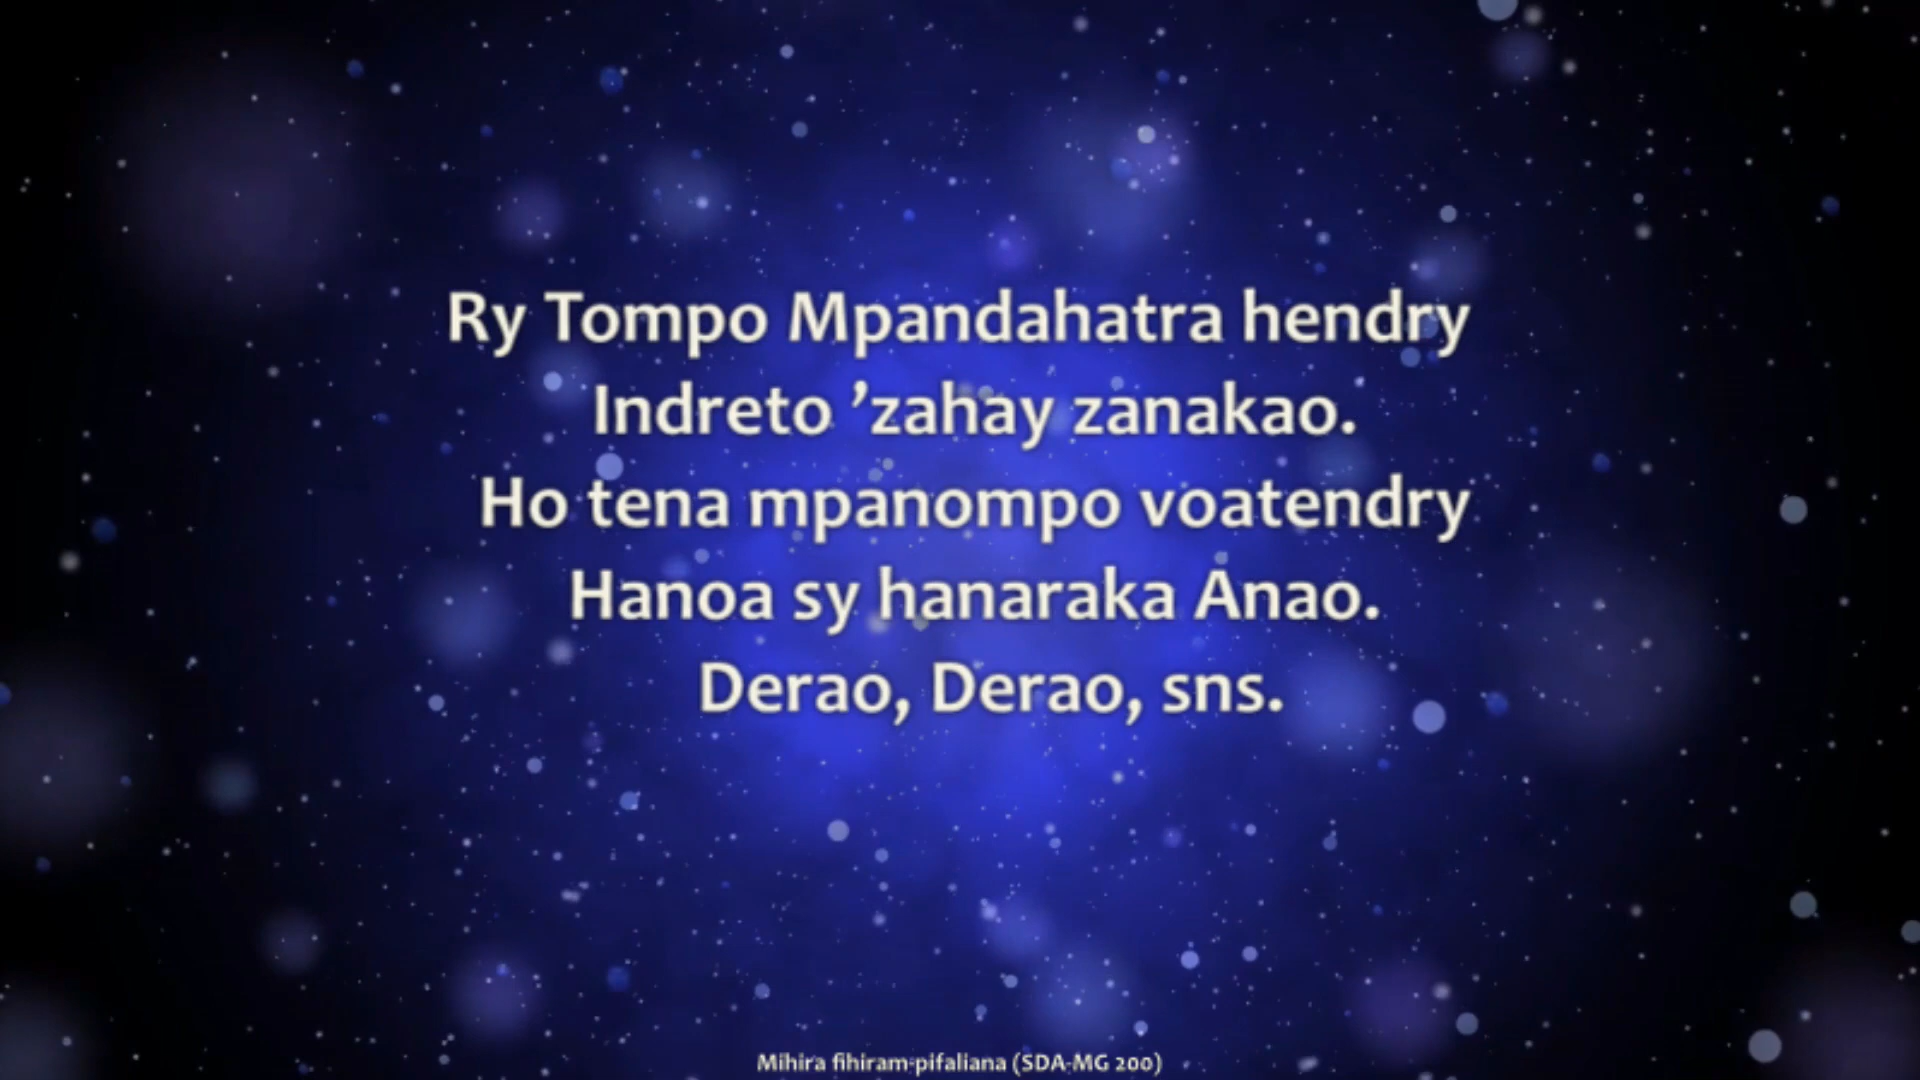 Ry Tompo Mpandahatra hendry
Indreto ’zahay zanakao.
Ho tena mpanompo voatendry
Hanoa sy hanaraka Anao.
Derao, Derao, sns.
Mihira fihiram-pifaliana (SDA-MG 200)